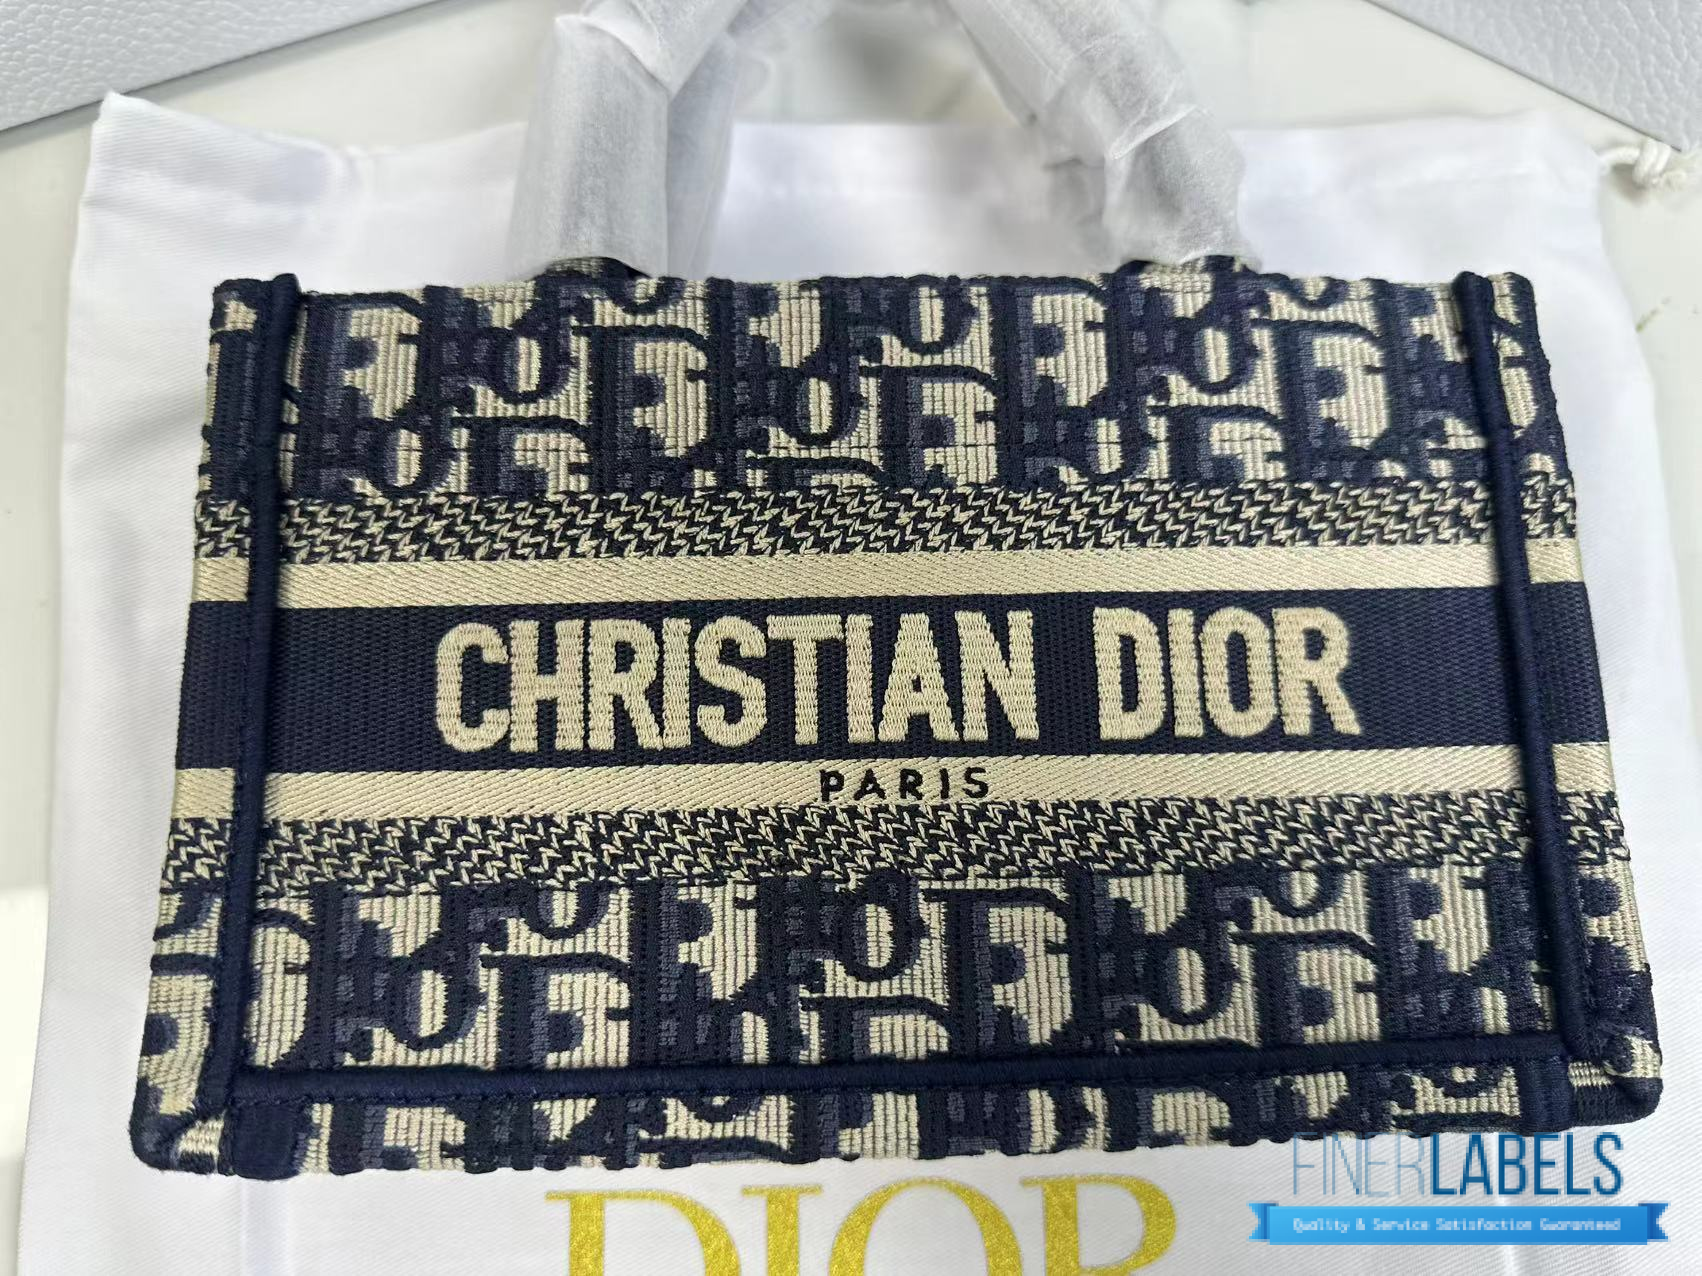 CHRISTIAN DIOR
PARIS
DIOR
FINERLABELS
Quality & Service Satisfaction Guaranteed